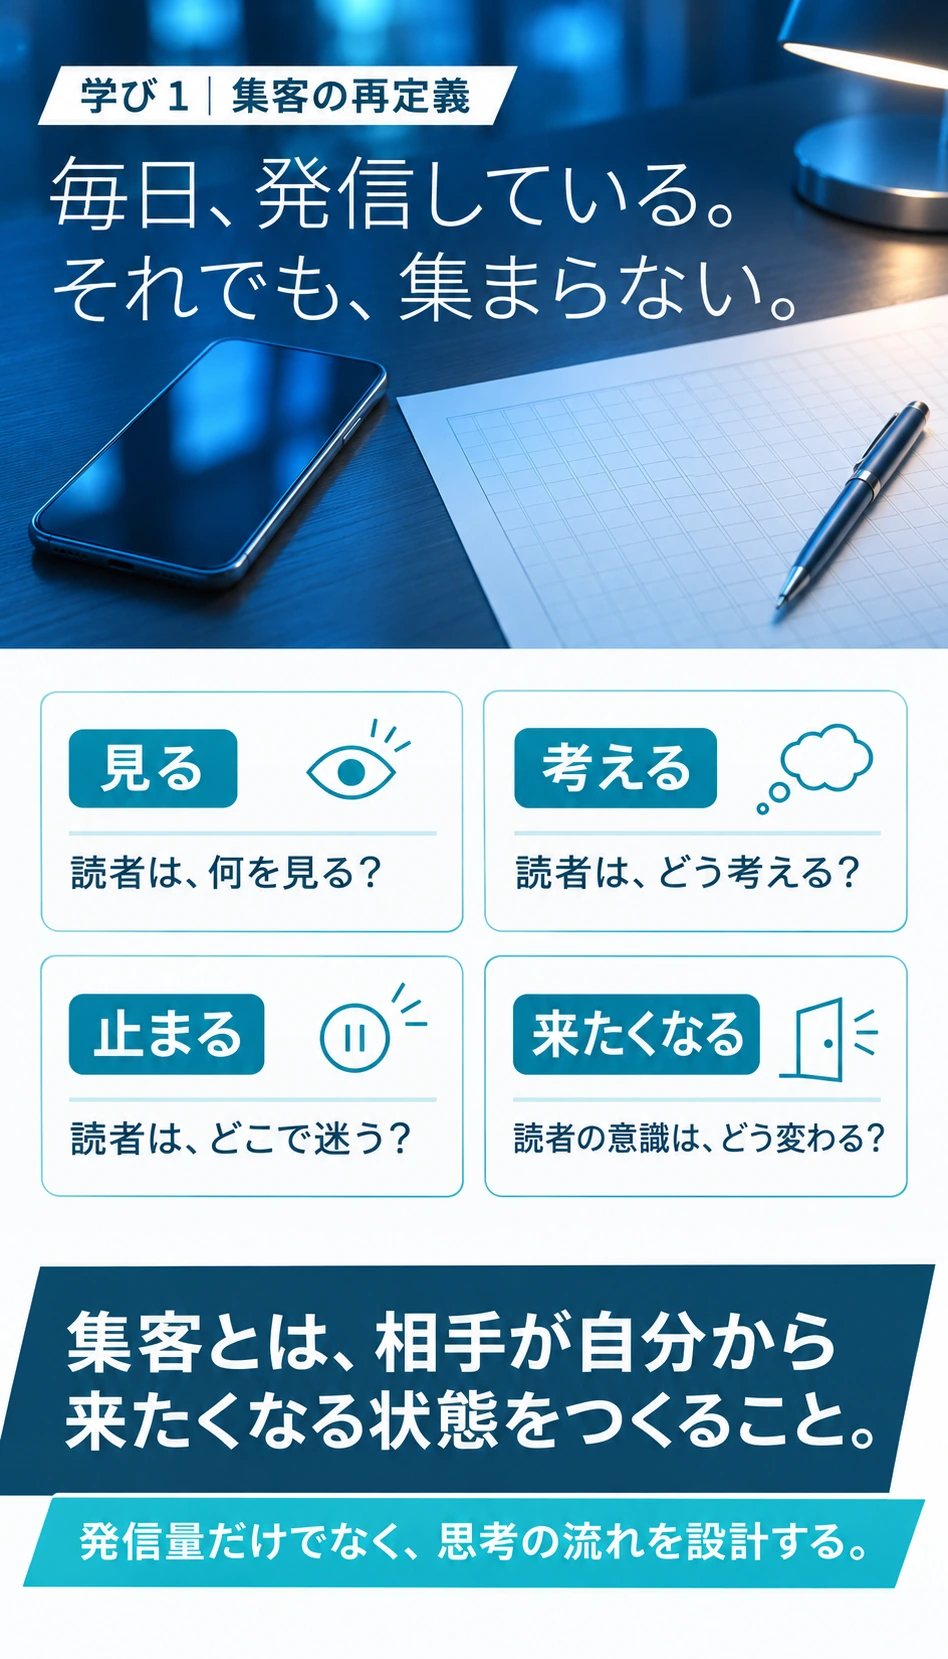 学び1｜集客の再定義
毎日、発信している。
それでも、集まらない。
見る
読者は、何を見る？
考える
読者は、どう考える？
止まる
読者は、どこで迷う？
来たくなる
読者の意識は、どう変わる？
集客とは、相手が自分から
来たくなる状態をつくること。
発信量だけでなく、思考の流れを設計する。